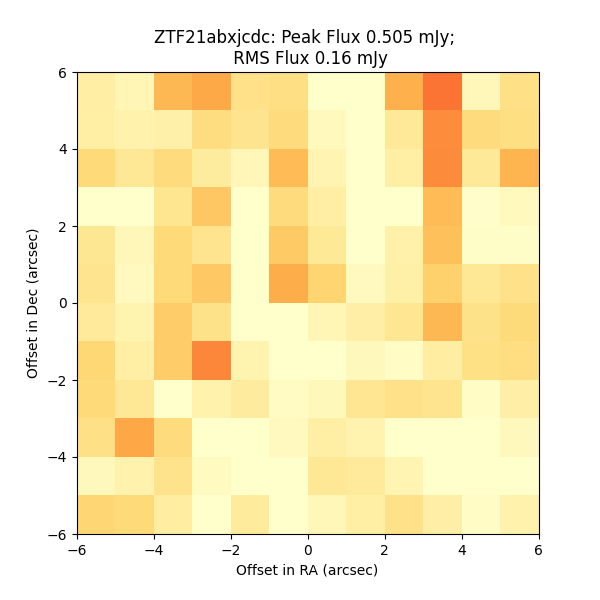 ZTF21abxjcdc: Peak Flux 0.505 mJy;
RMS Flux 0.16 mJy
6
4
2
0
−2
−4
−6
Offset in Dec (arcsec)
−6 −4 −2 0 2 4 6
Offset in RA (arcsec)